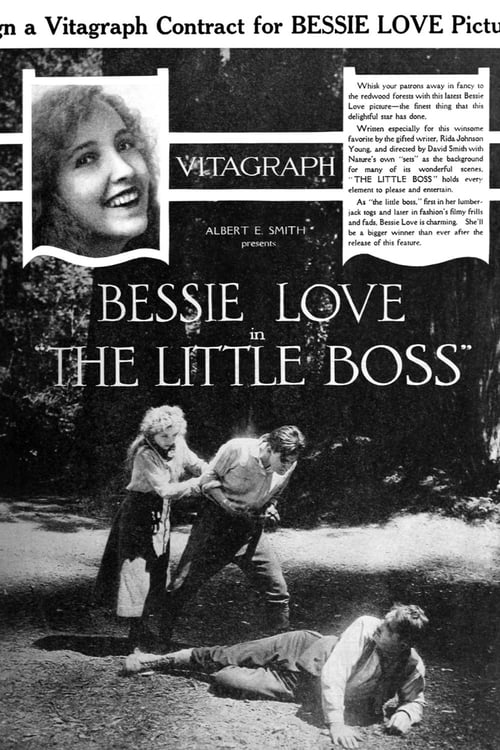 gn a Vitagraph Contract for BESSIE LOVE Pictu
Whisk your patrons away in fancy to
the redwood forests with this latest Bessie
Love picture—the finest thing that this
delightful star has done.
Written especially for this winsome
favorite by the gifted writer, Rida Johnson
Young, and directed by David Smith with
Nature's own "sets" as the background
for many of its wonderful scenes,
"THE LITTLE BOSS" holds every
element to please and entertain.
As "the little boss," first in her lumber-
jack togs and laser in fashion's filmy frills
and fads, Bessie Love is charming. She'll
be a bigger winner than ever after the
release of this feature.
VITAGRAPH
ALBERT E. SMITH
presents
BESSIE LOVE
in
"THE LITTLE BOSS"